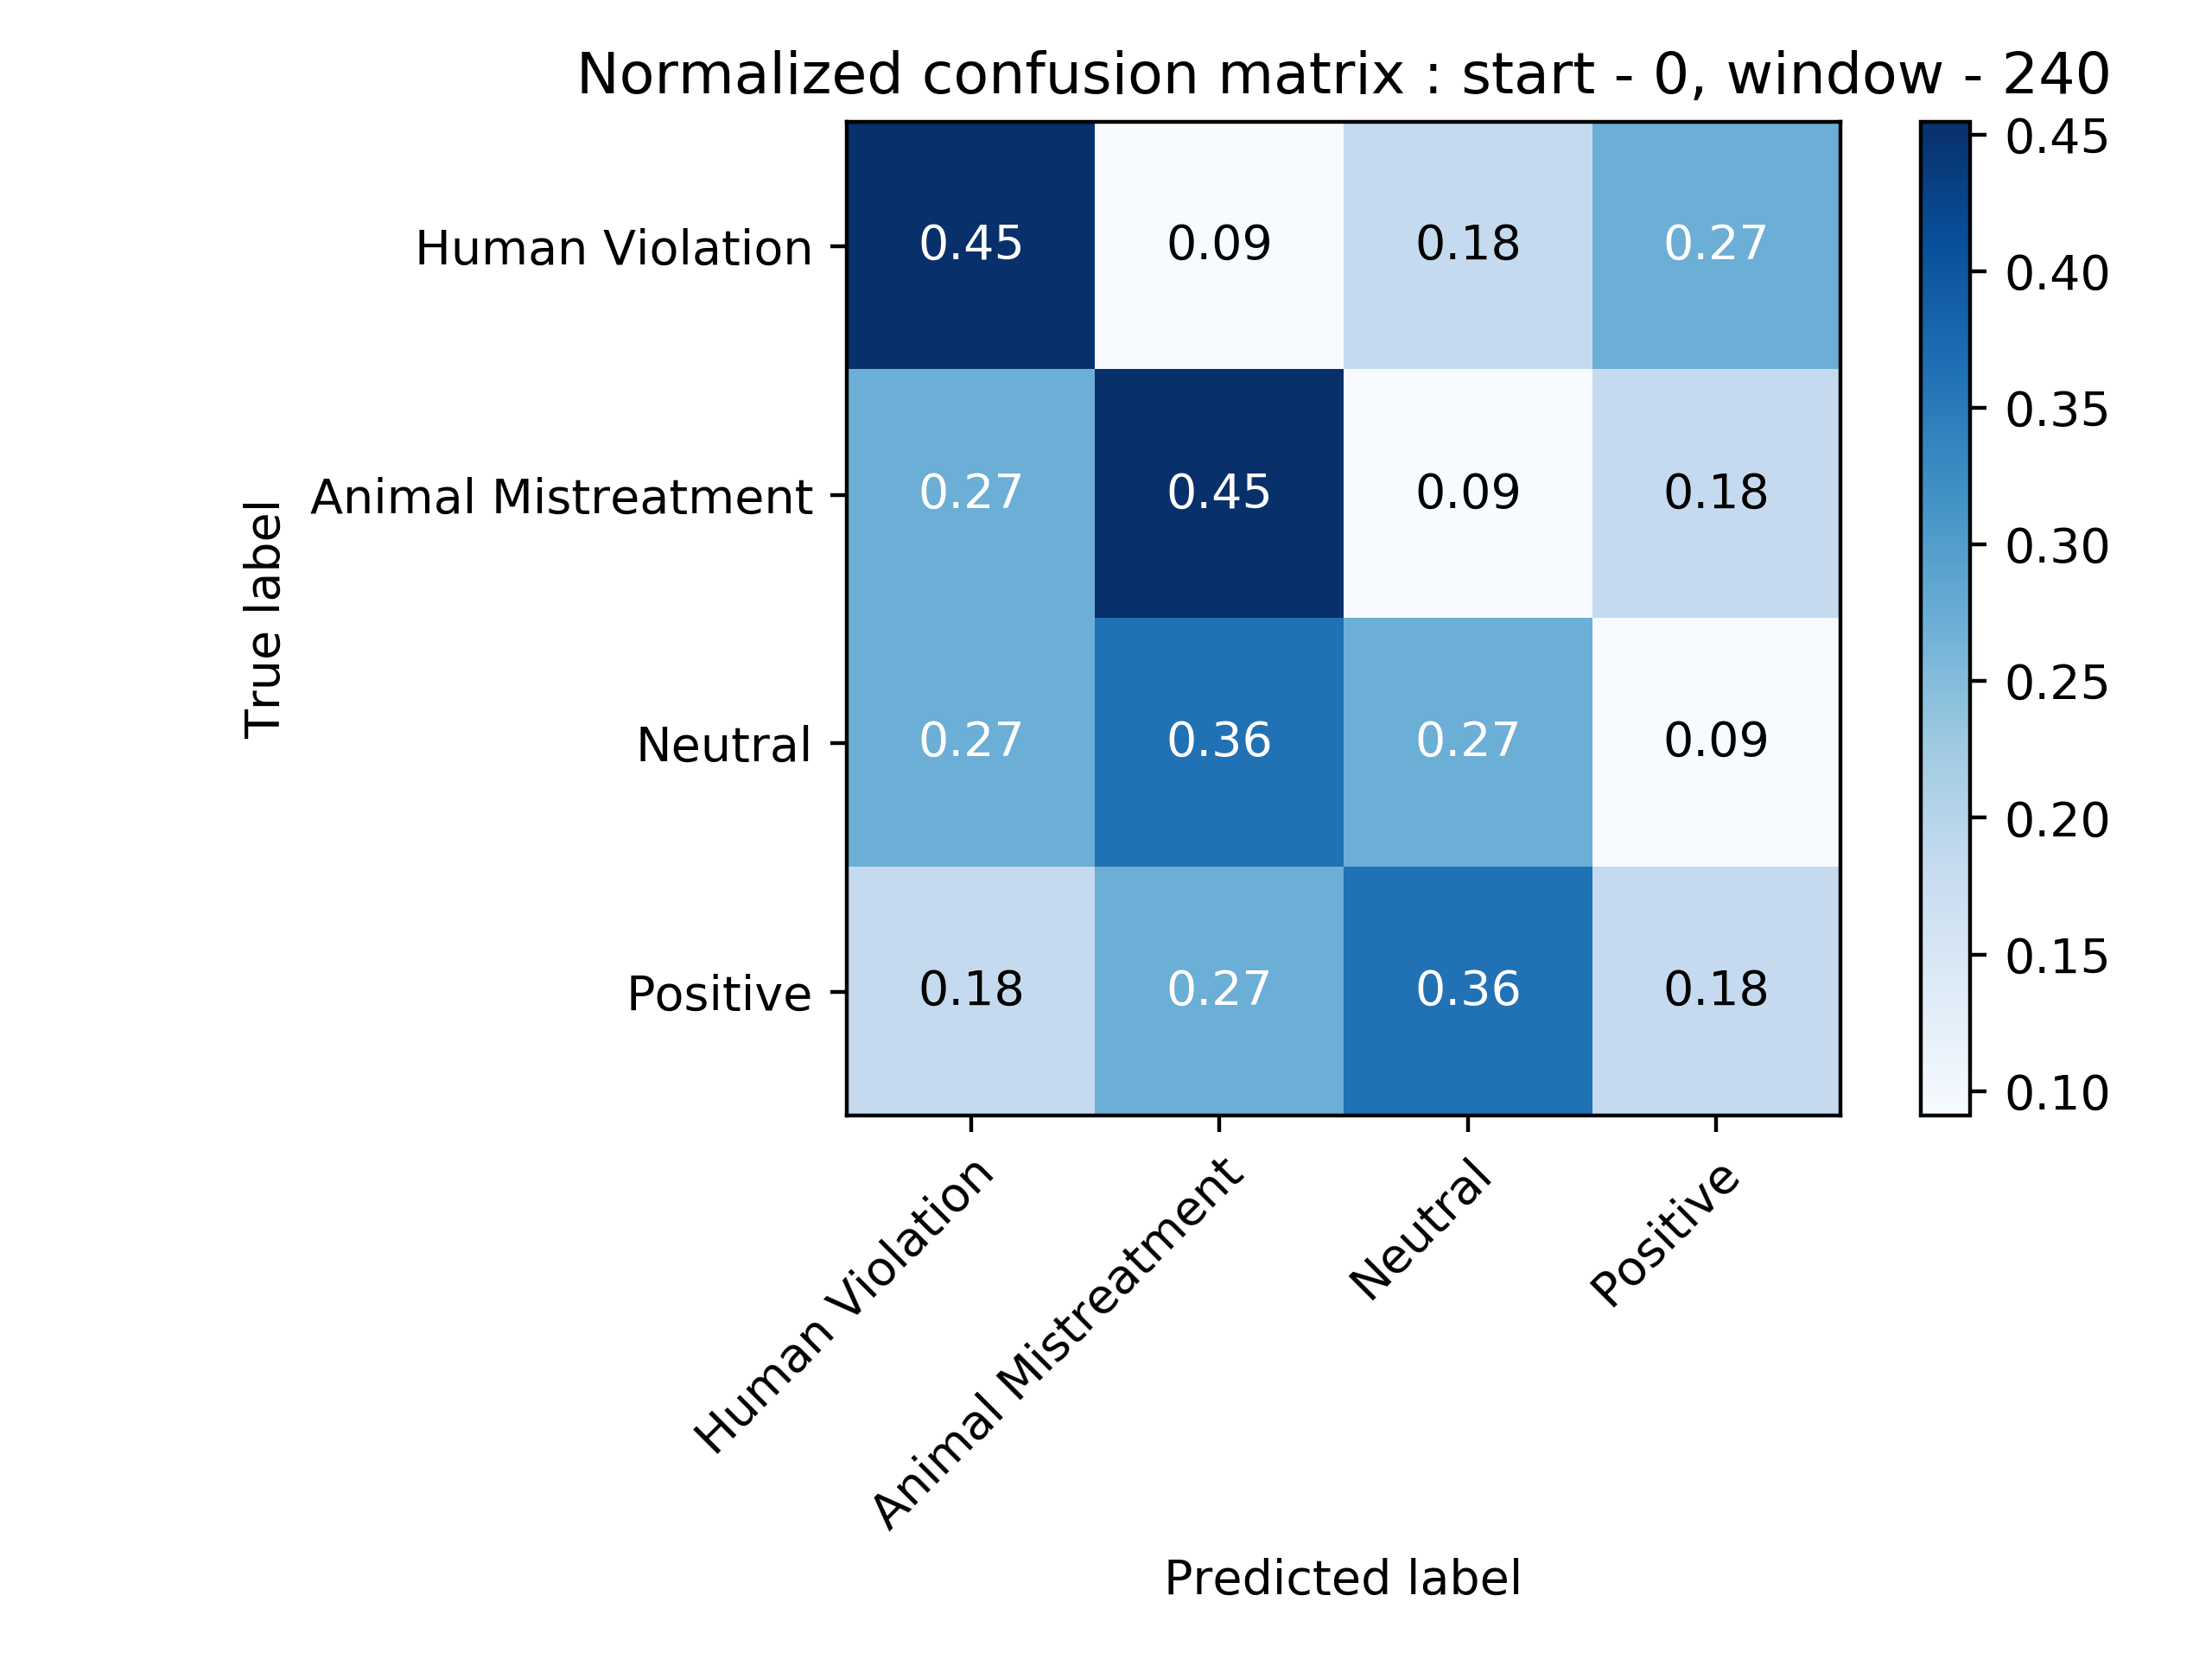 Normalized confusion matrix : start - 0, window - 240
True label
Human Violation
Animal Mistreatment
Neutral
Positive
0.45 0.09 0.18 0.27
0.27 0.45 0.09 0.18
0.27 0.36 0.27 0.09
0.18 0.27 0.36 0.18
0.45
0.40
0.35
0.30
0.25
0.20
0.15
0.10
Human Violation
Animal Mistreatment
Neutral
Positive
Predicted label